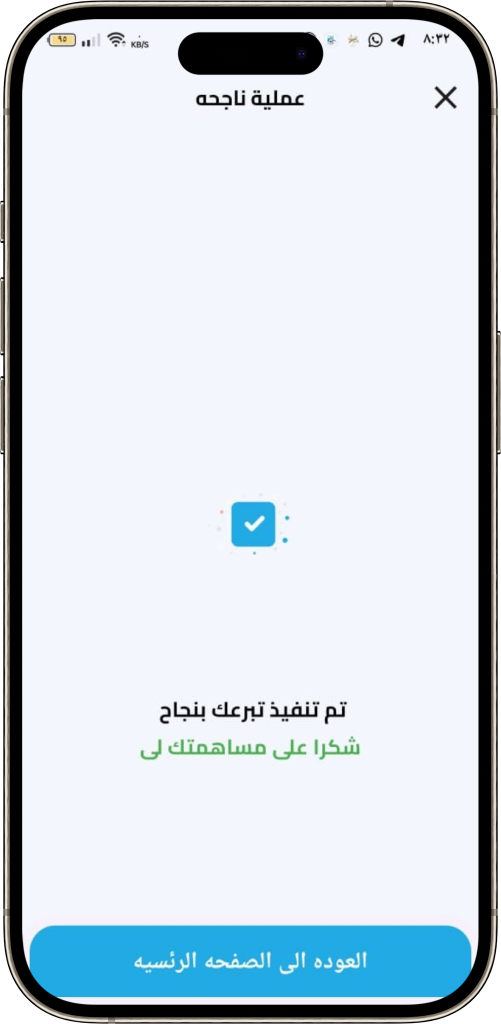 ٩٥
KB/S
٨:٣٢
عملية ناجحه
تم تنفيذ تبرعك بنجاح
شكرا على مساهمتك لى
العوده الى الصفحه الرئسيه